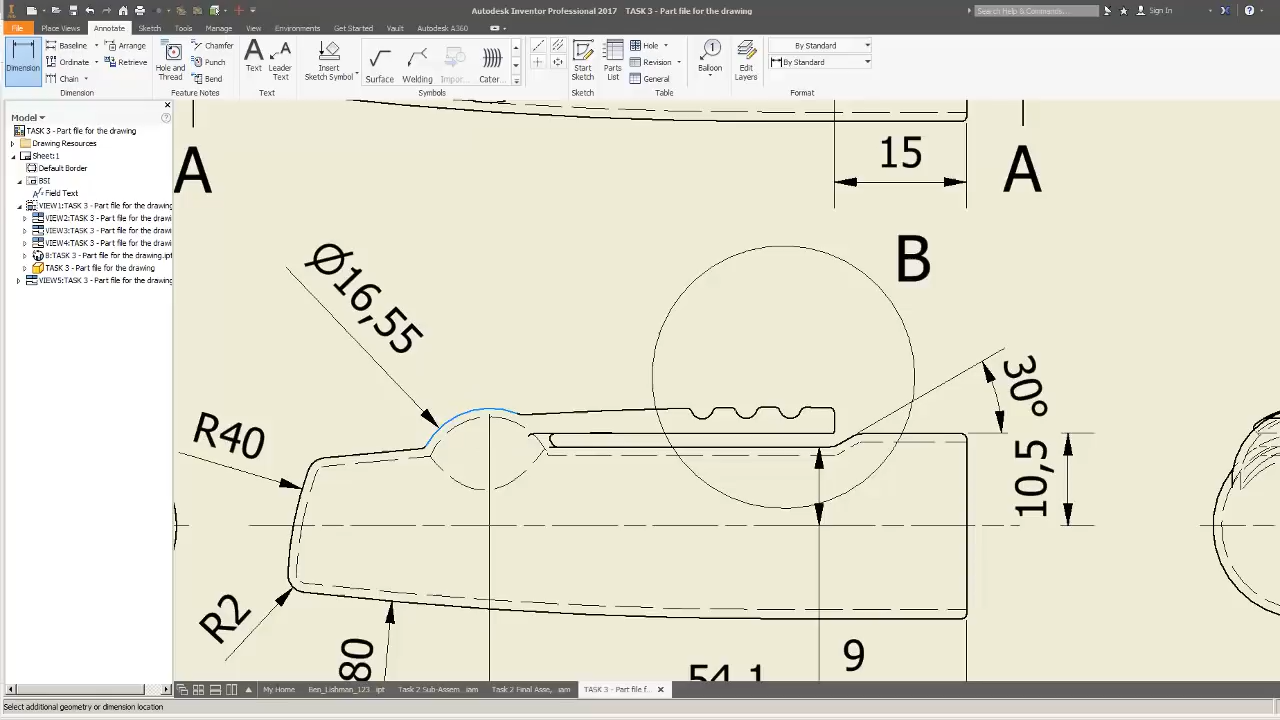 Autodesk Inventor Professional 2017 TASK 3 - Part file for the drawing
Search Help & Commands...
Sign In
File Place Views Annotate Sketch Tools Manage View Environments Get Started Vault Autodesk A360
Dimension
Baseline
Ordinate
Chain
Arrange
Retrieve
Dimension
Hole and Thread
Chamfer
Punch
Bend
Feature Notes
Text
Leader Text
Text
Insert Sketch Symbol
Surface
Welding
Impor...
Cater...
Symbols
Start Sketch
Sketch
Parts List
Hole
Revision
General
Table
Balloon
Edit Layers
By Standard
By Standard
Format
Model
TASK 3 - Part file for the drawing
Drawing Resources
Sheet:1
Default Border
BSI
Field Text
VIEW1:TASK 3 - Part file for the drawing
VIEW2:TASK 3 - Part file for the drawi
VIEW3:TASK 3 - Part file for the drawi
VIEW4:TASK 3 - Part file for the drawi
B:TASK 3 - Part file for the drawing.ipt
TASK 3 - Part file for the drawing
VIEW5:TASK 3 - Part file for the drawing
A
15
A
B
Ø16,55
30°
R40
10,5
R2
80
54,1
9
My Home Ben_Lishman_123...ipt Task 2 Sub-Assem...iam Task 2 Final Asse,...iam TASK 3 - Part file f...
Select additional geometry or dimension location